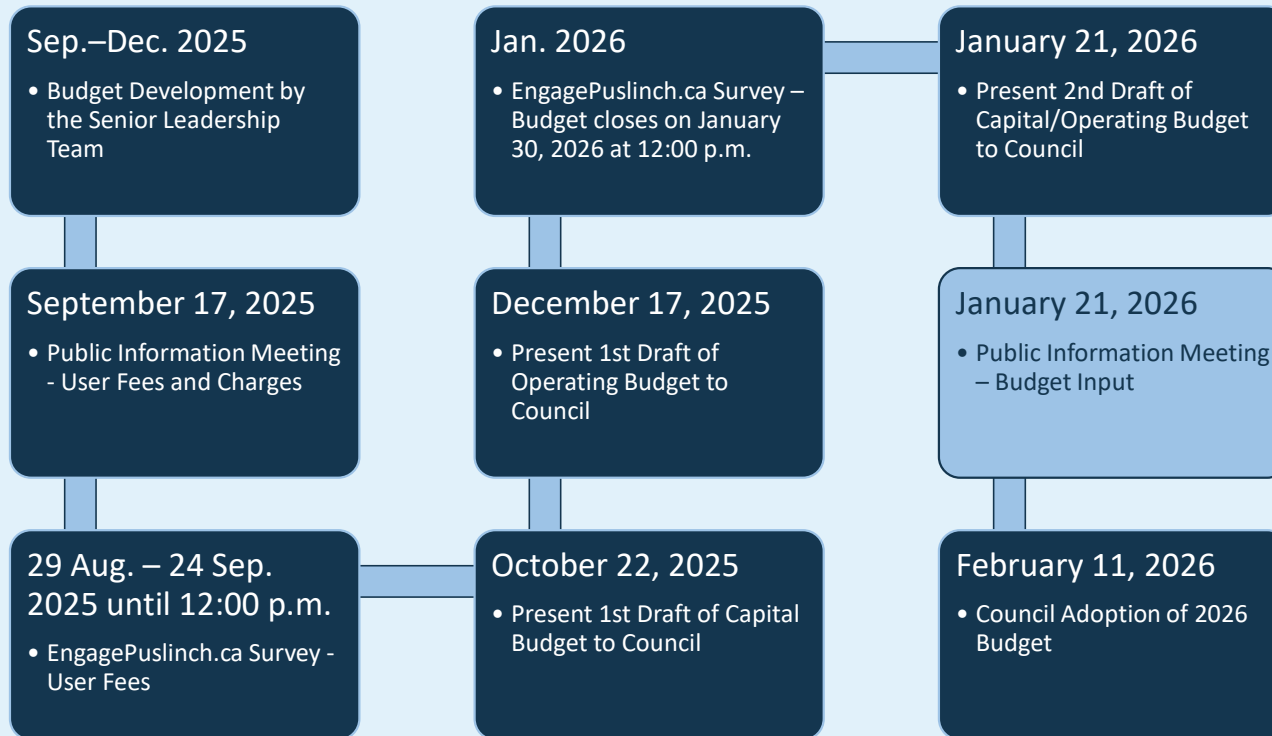 Sep.–Dec. 2025
• Budget Development by
the Senior Leadership
Team
September 17, 2025
• Public Information Meeting
- User Fees and Charges
29 Aug. – 24 Sep.
2025 until 12:00 p.m.
• EngagePuslinch.ca Survey -
User Fees
October 22, 2025
• Present 1st Draft of Capital
Budget to Council
December 17, 2025
• Present 1st Draft of
Operating Budget to
Council
Jan. 2026
• EngagePuslinch.ca Survey –
Budget closes on January
30, 2026 at 12:00 p.m.
January 21, 2026
• Present 2nd Draft of
Capital/Operating Budget
to Council
January 21, 2026
• Public Information Meeting
– Budget Input
February 11, 2026
• Council Adoption of 2026
Budget